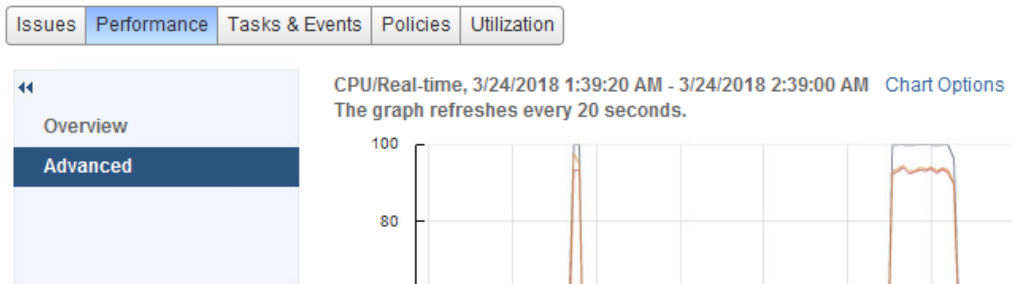 Issues Performance Tasks & Events Policies Utilization
CPU/Real-time, 3/24/2018 1:39:20 AM - 3/24/2018 2:39:00 AM Chart Options
The graph refreshes every 20 seconds.
Overview
Advanced
100
80